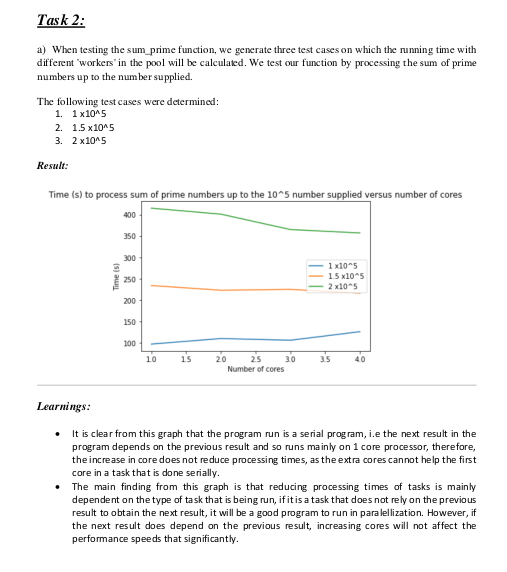 Task 2:
a) When testing the sum_prime function, we generate three test cases on which the running time with
different 'workers' in the pool will be calculated. We test our function by processing the sum of prime
numbers up to the number supplied.
The following test cases were determined:
1. 1 x10^5
2. 1.5 x10^5
3. 2 x10^5
Result:
Time (s) to process sum of prime numbers up to the 10^5 number supplied versus number of cores
400
350
300
250
200
150
100
Time (s)
1 x10^5
1.5 x10^5
2 x10^5
1.0 1.5 2.0 2.5 3.0 3.5 4.0
Number of cores
Learnings:
• It is clear from this graph that the program run is a serial program, i.e the next result in the
program depends on the previous result and so runs mainly on 1 core processor, therefore,
the increase in core does not reduce processing times, as the extra cores cannot help the first
core in a task that is done serially.
• The main finding from this graph is that reducing processing times of tasks is mainly
dependent on the type of task that is being run, if it is a task that does not rely on the previous
result to obtain the next result, it will be a good program to run in paralellization. However, if
the next result does depend on the previous result, increasing cores will not affect the
performance speeds that significantly.